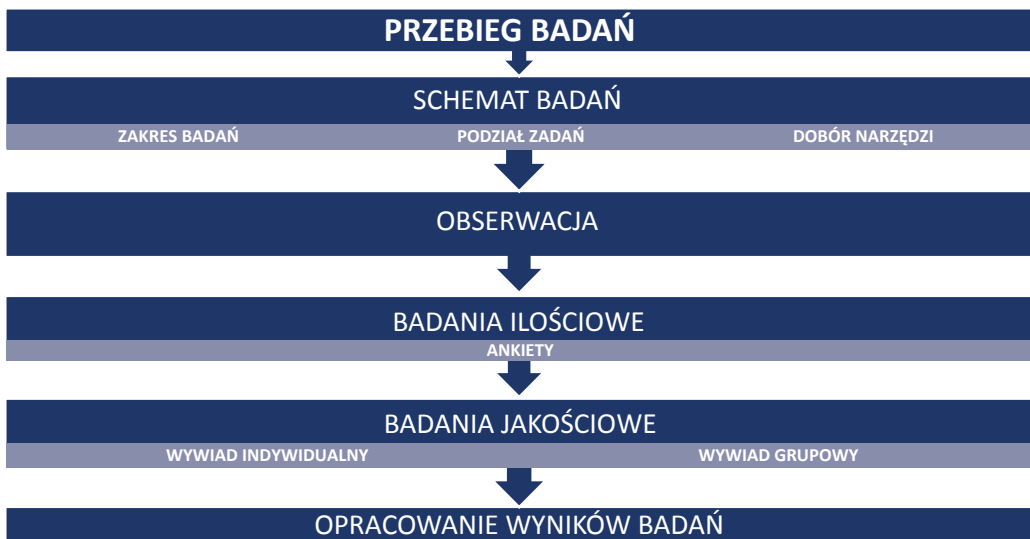 PRZEBIEG BADAŃ
SCHEMAT BADAŃ
ZAKRES BADAŃ PODZIAŁ ZADAŃ DOBÓR NARZĘDZI
OBSERWACJA
BADANIA ILOŚCIOWE
ANKIETY
BADANIA JAKOŚCIOWE
WYWIAD INDYWIDUALNY WYWIAD GRUPOWY
OPRACOWANIE WYNIKÓW BADAŃ